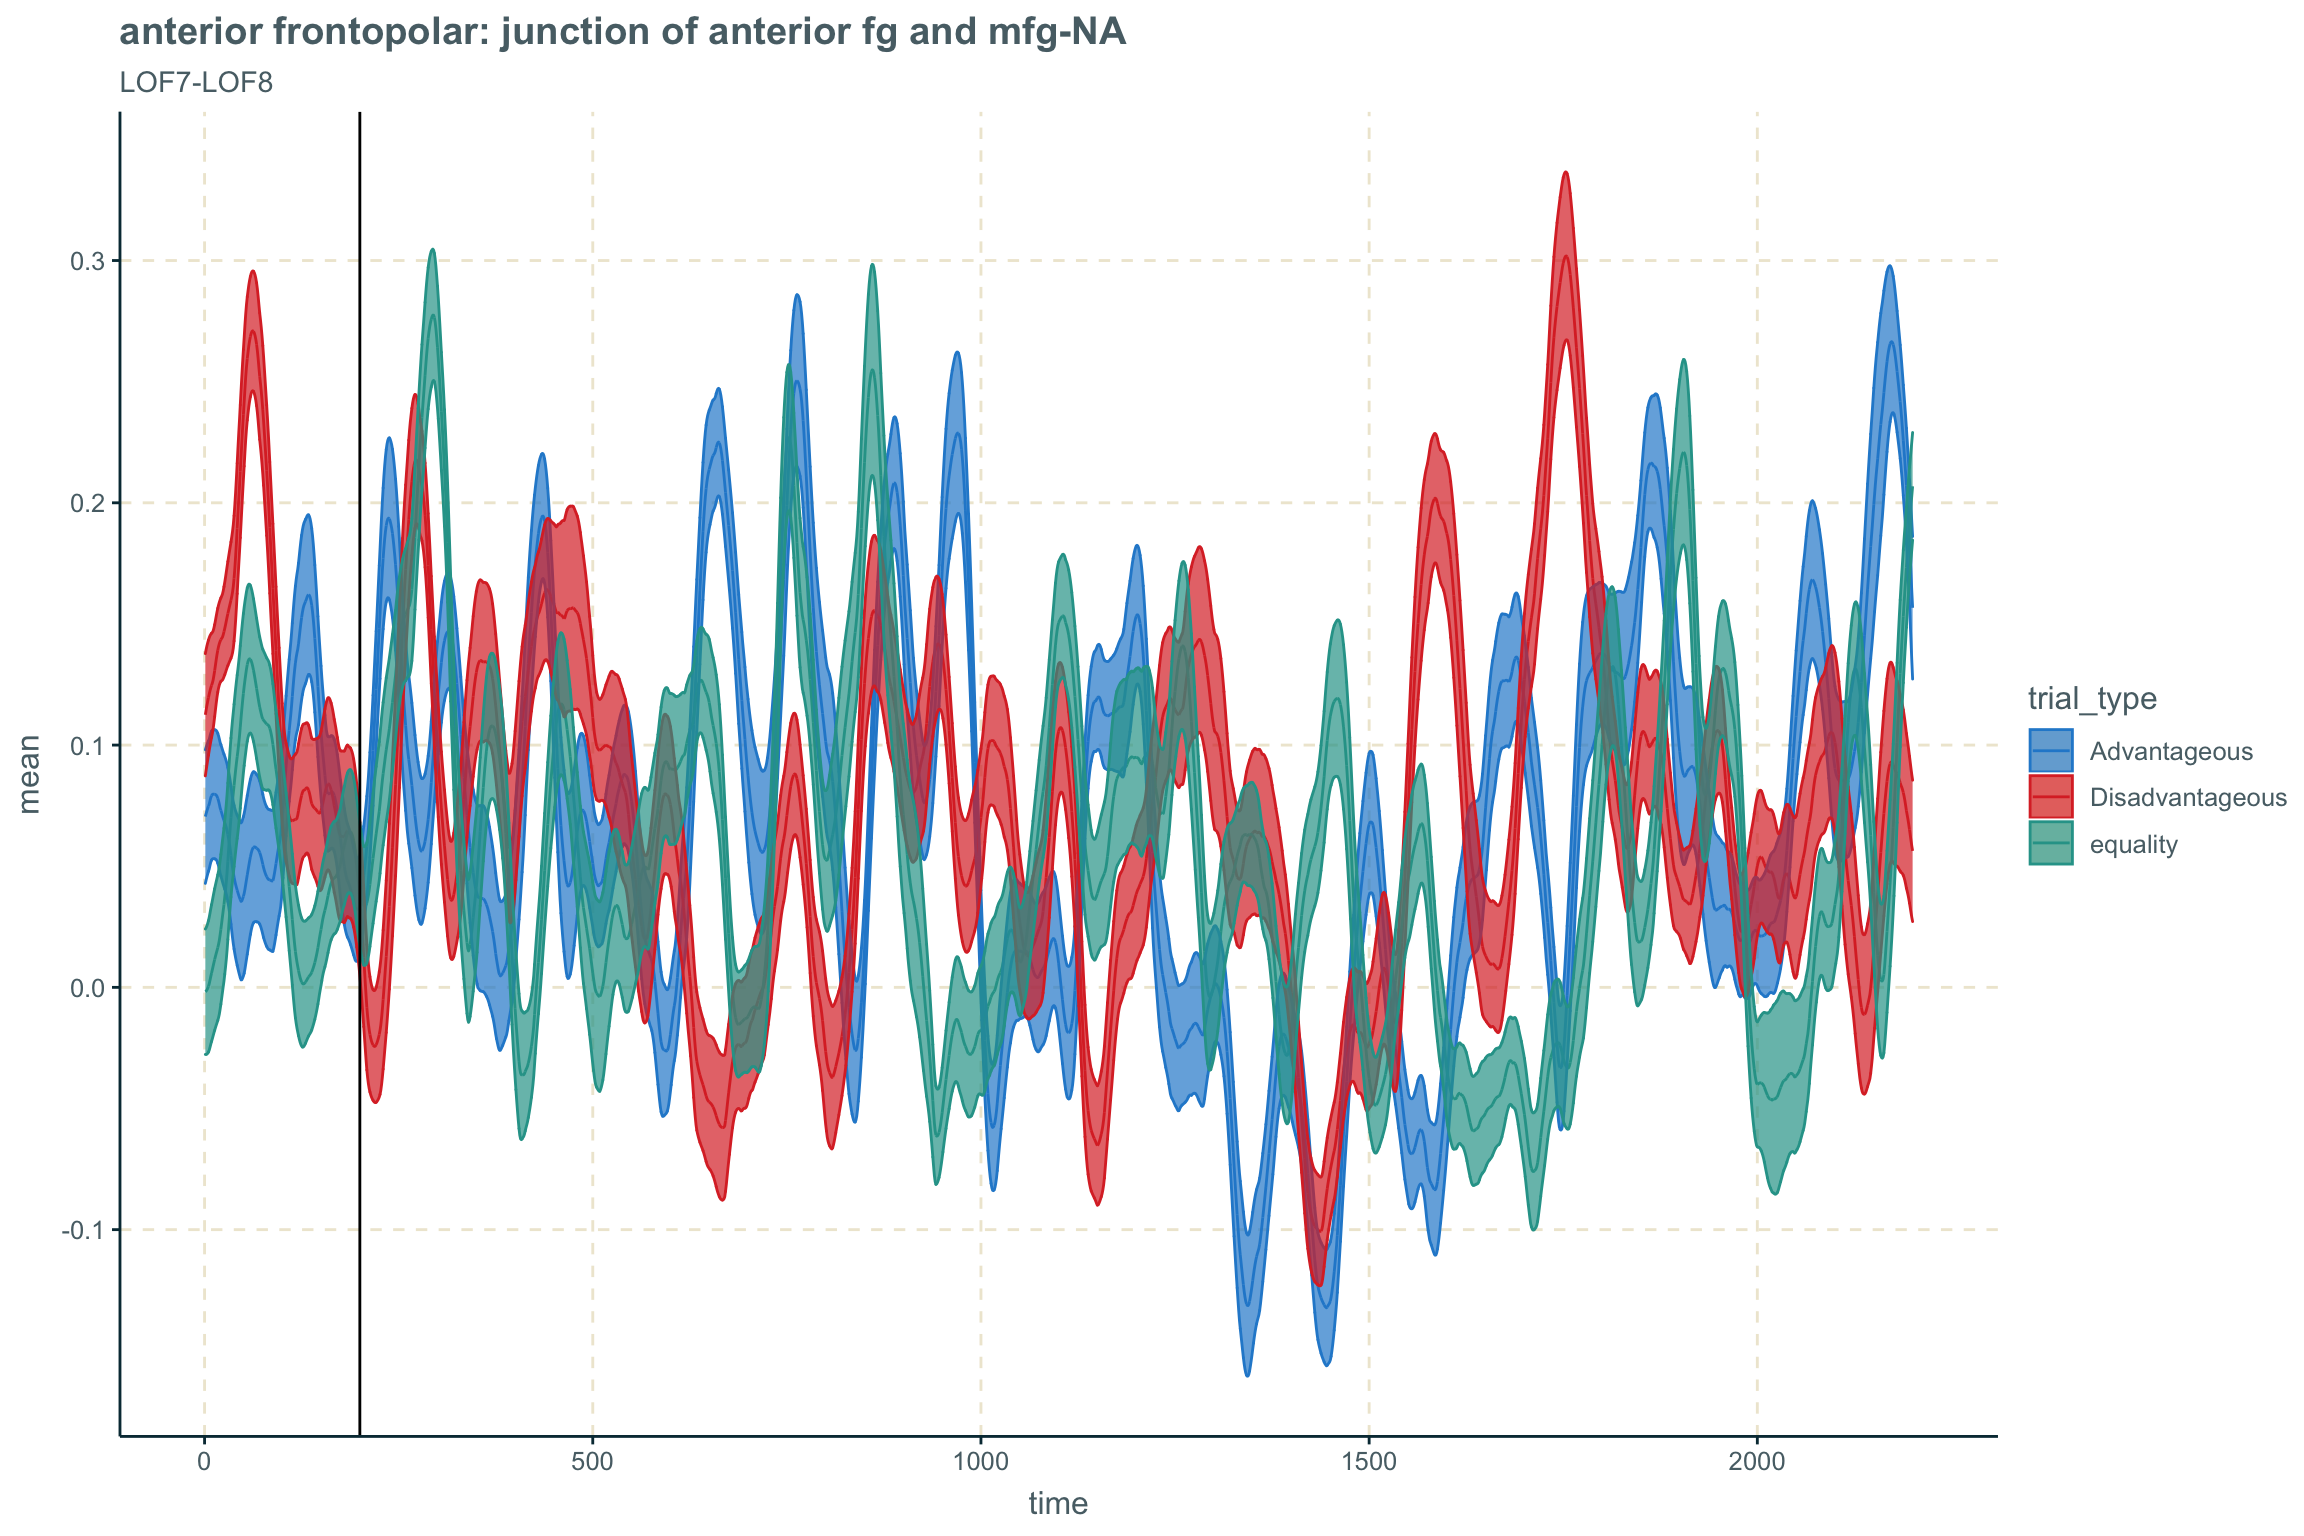 anterior frontopolar: junction of anterior fg and mfg-NA
LOF7-LOF8
mean
0.3
0.2
0.1
0.0
-0.1
0
500
1000
1500
2000
time
trial_type
Advantageous
Disadvantageous
equality